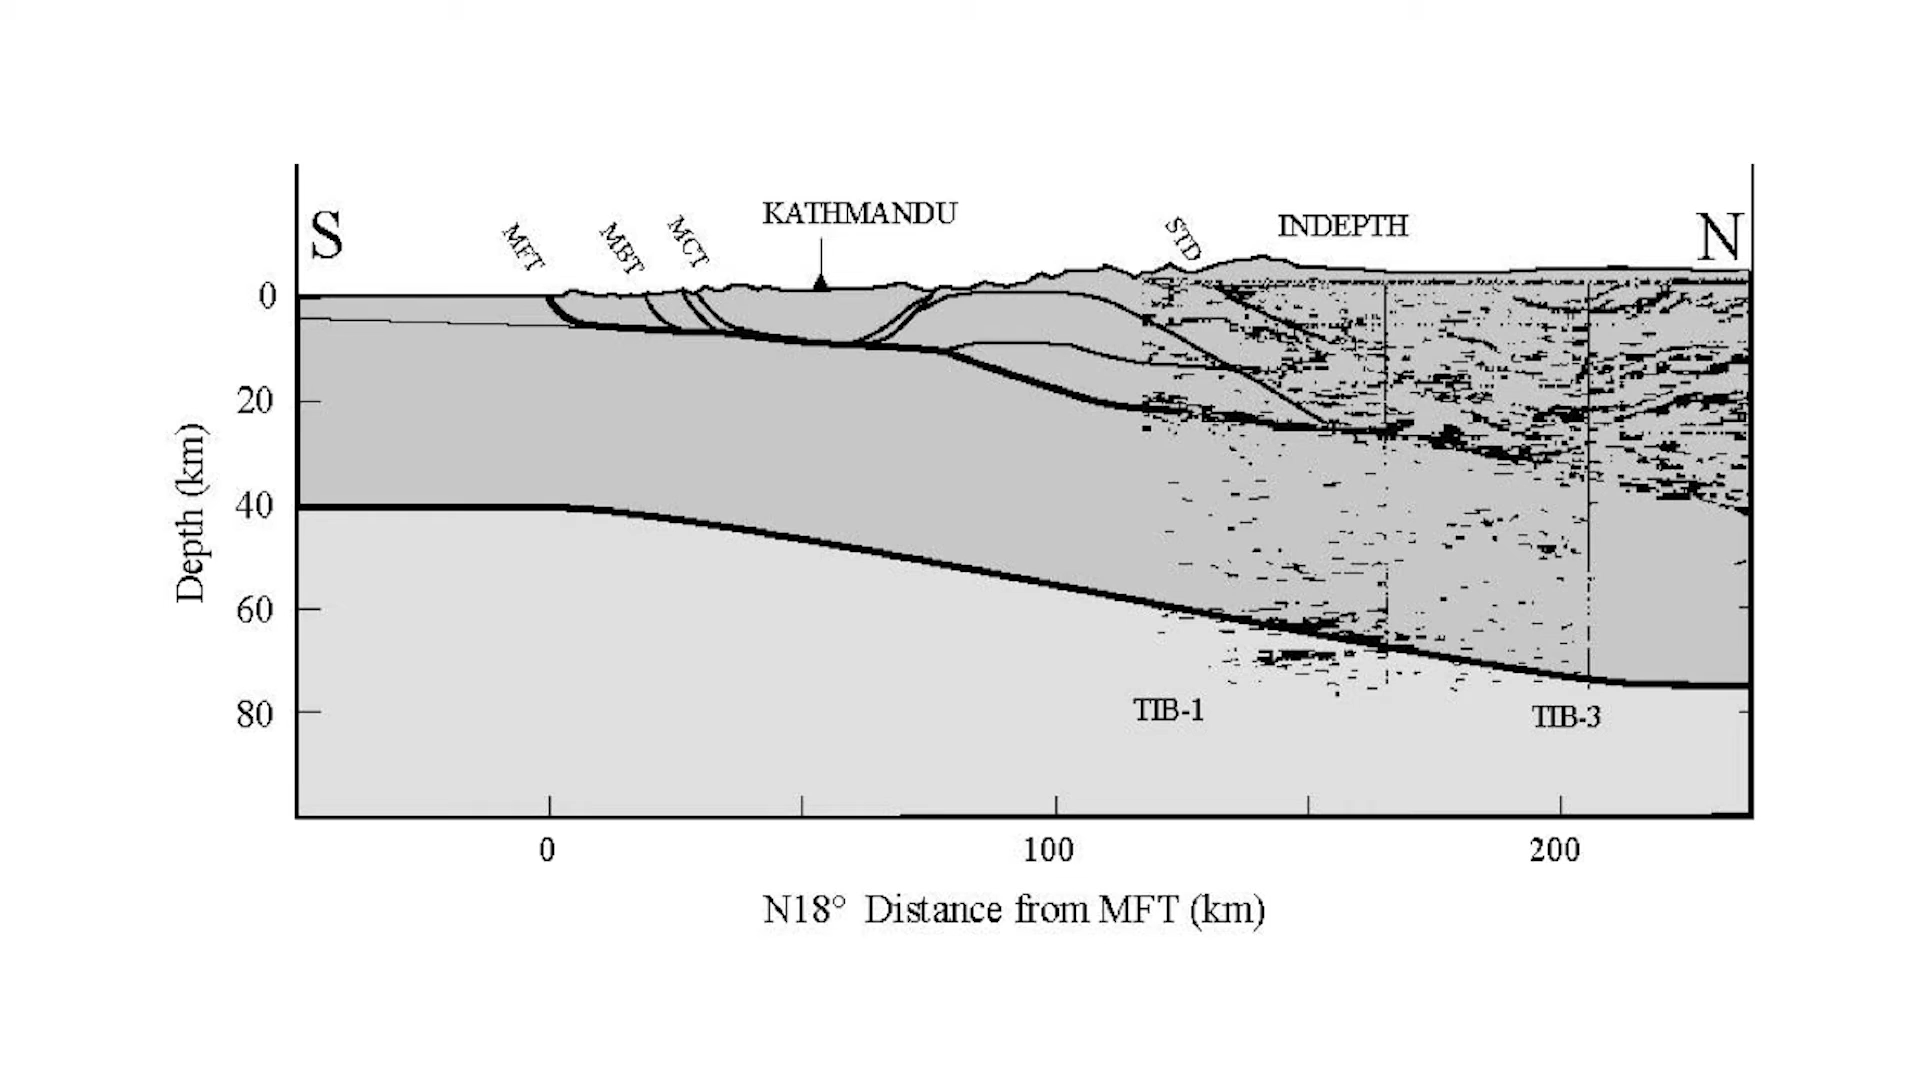 S
MFT
MBT
MCT
KATHMANDU
STD
INDEPTH
N
0
20
40
60
80
Depth (km)
TIB-1
TIB-3
0
100
200
N18° Distance from MFT (km)